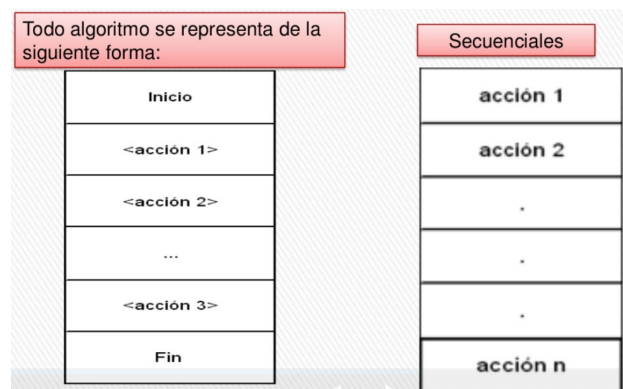 Todo algoritmo se representa de la
siguiente forma:
Inicio
<acción 1>
<acción 2>
...
<acción 3>
Fin
Secuenciales
acción 1
acción 2
.
.
.
acción n